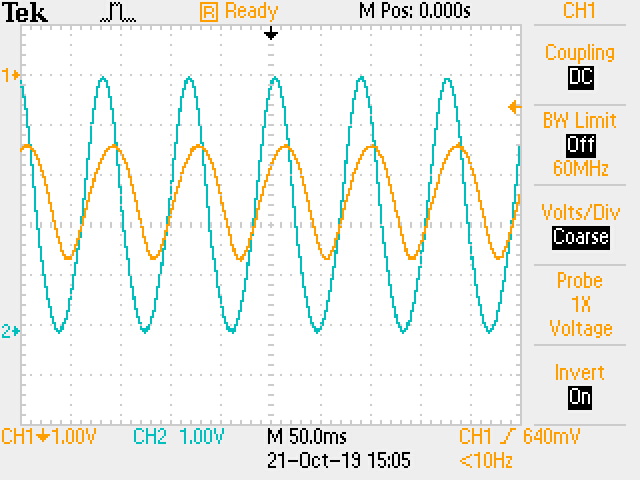 Tek R Ready M Pos: 0.000s CH1
Coupling
DC
BW Limit
Off
60MHz
Volts/Div
Coarse
Probe
1X
Voltage
Invert
On
1
2
CH1 1.00V CH2 1.00V M 50.0ms CH1 640mV
21-Oct-19 15:05 <10Hz